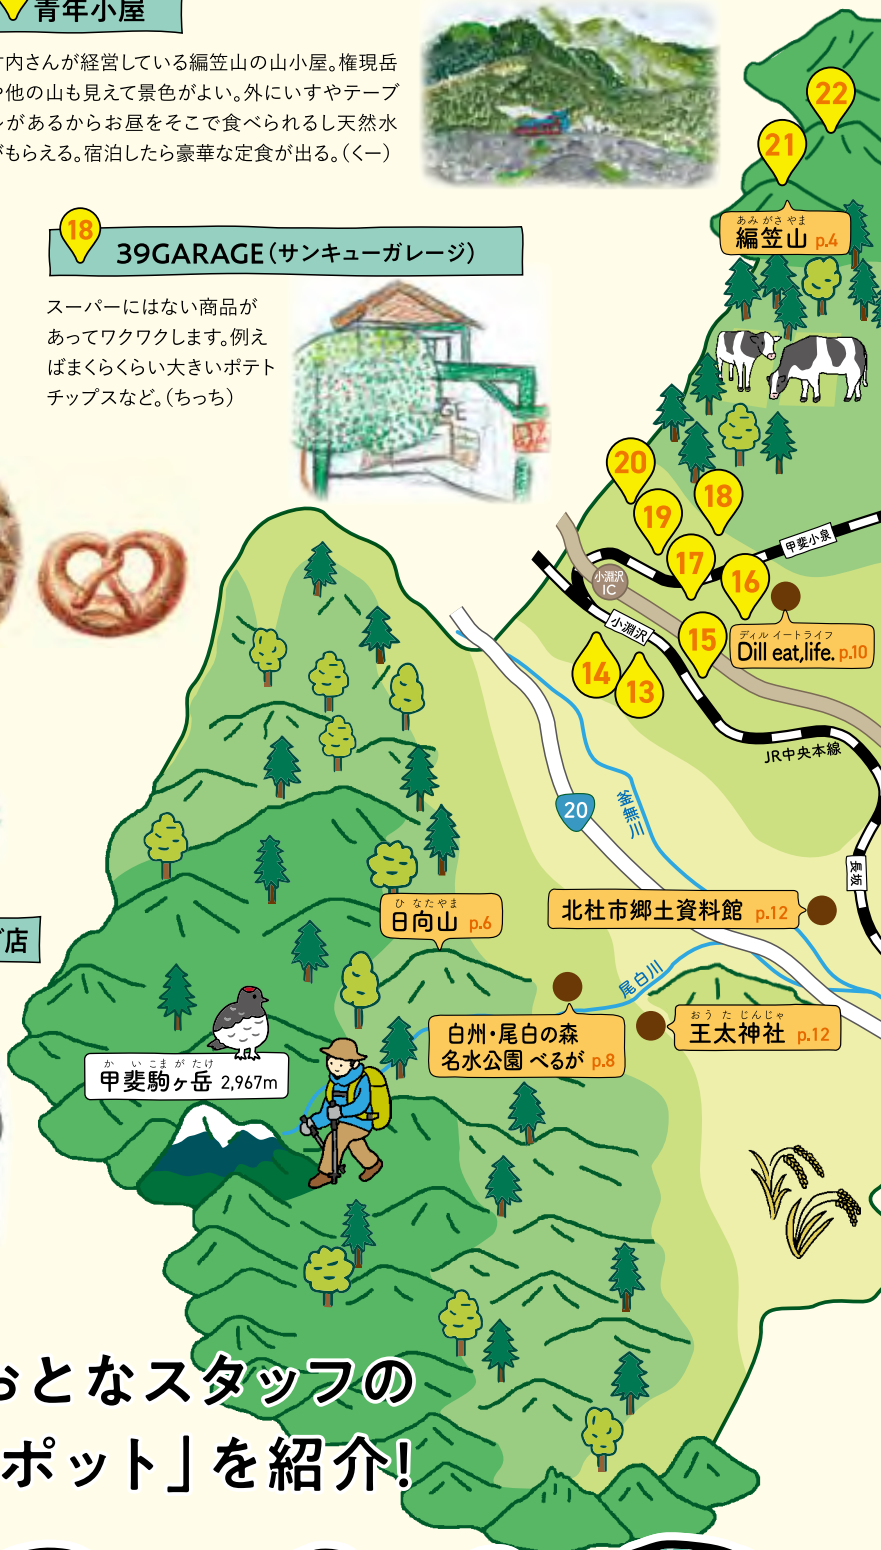 青年小屋
内さんが経営している編笠山の山小屋。権現岳
や他の山も見えて景色がよい。外にいすやテーブ
ルがあるからお昼をそこで食べられるし天然水
がもらえる。宿泊したら豪華な定食が出る。(くー)
18
39GARAGE(サンキューガレージ)
スーパーにはない商品が
あってワクワクします。例え
ばまくらくらい大きいポテト
チップスなど。(ちっち)
GE
22
21
あみがさやま
編笠山 p.4
20
19
18
17
16
15
14
13
甲斐小泉
小淵沢
IC
小淵沢
ディル イートライフ
Dill eat,life. p.10
JR中央本線
長坂
20
釜無川
北杜市郷土資料館 p.12
ひなたやま
日向山 p.6
尾白川
白州・尾白の森
名水公園 べるが p.8
おうたじんじゃ
王太神社 p.12
店
かいこまがたけ
甲斐駒ヶ岳 2,967m
おとなスタッフの
ポット」を紹介!